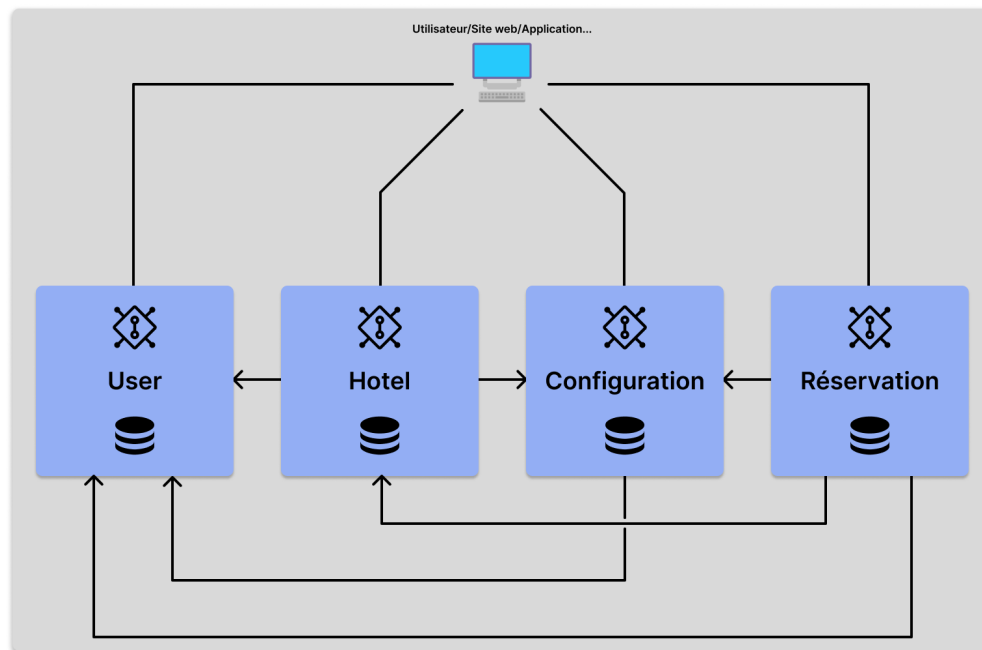 Utilisateur/Site web/Application...
User
Hotel
Configuration
Réservation